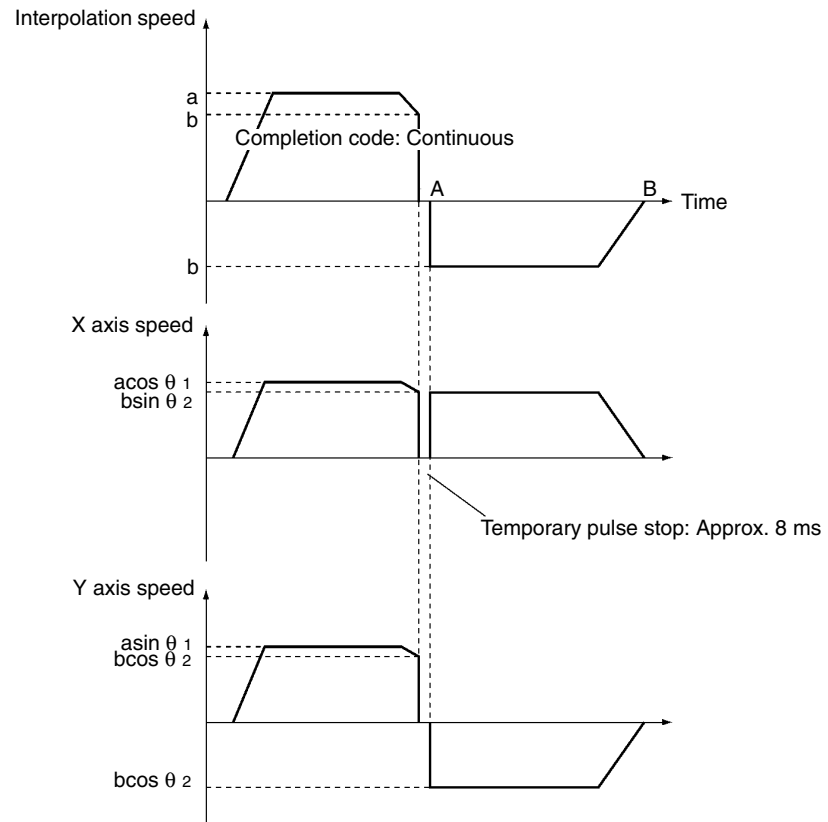 Interpolation speed
a
b
Completion code: Continuous
A
B
Time
b
X axis speed
acos θ 1
bsin θ 2
Temporary pulse stop: Approx. 8 ms
Y axis speed
asin θ 1
bcos θ 2
bcos θ 2